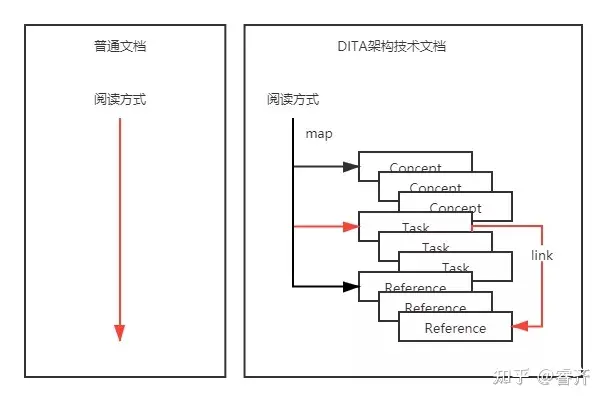 普通文档
阅读方式
DITA架构技术文档
阅读方式
map
Concept
Concept
Concept
Task
Task
Task
link
Reference
Reference
Reference
知乎 @睿齐